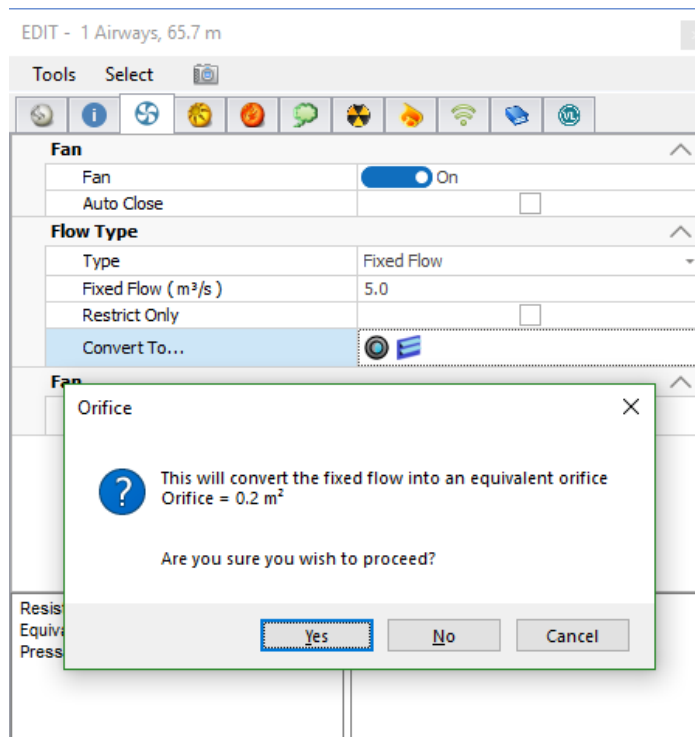 EDIT - 1 Airways, 65.7 m
Tools Select
i
VL
Fan
Fan On
Auto Close
Flow Type
Type Fixed Flow
Fixed Flow ( m³/s ) 5.0
Restrict Only
Convert To...
Fan
Orifice
?
This will convert the fixed flow into an equivalent orifice
Orifice = 0.2 m²
Are you sure you wish to proceed?
Yes No Cancel